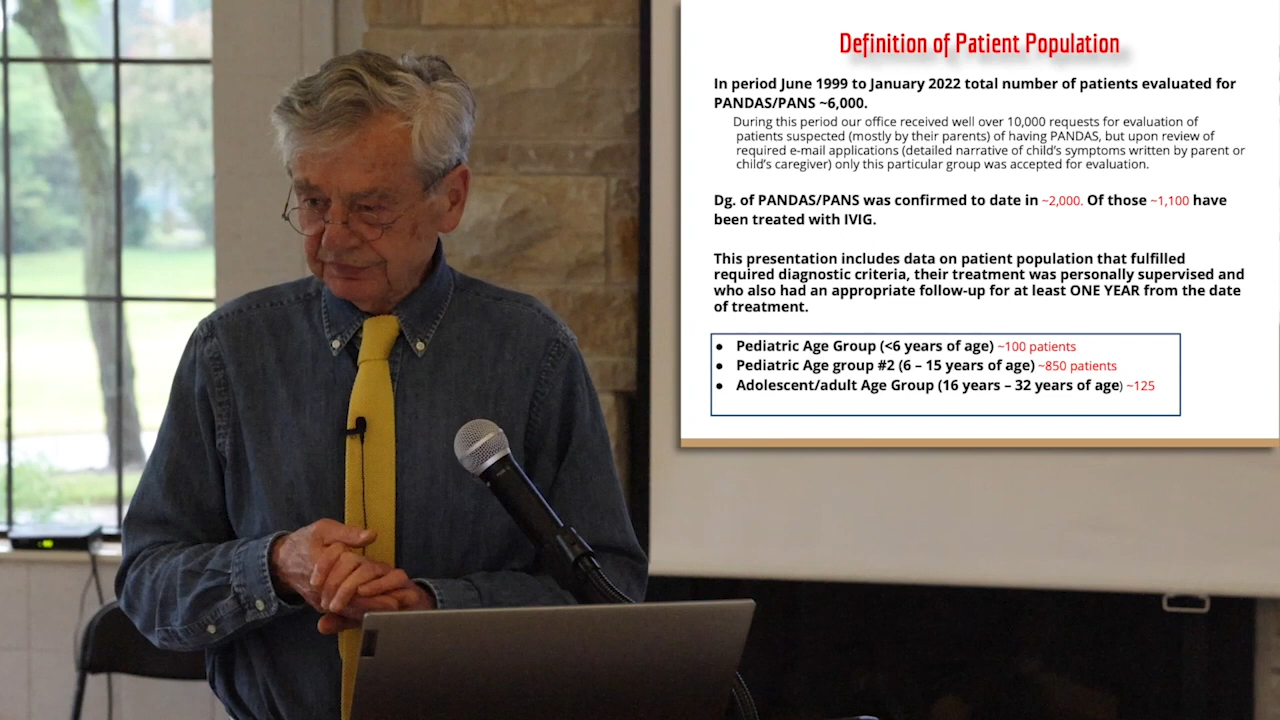 Definition of Patient Population
In period June 1999 to January 2022 total number of patients evaluated for
PANDAS/PANS ~6,000.
During this period our office received well over 10,000 requests for evaluation of
patients suspected (mostly by their parents) of having PANDAS, but upon review of
required e-mail applications (detailed narrative of child's symptoms written by parent or
child's caregiver) only this particular group was accepted for evaluation.
Dg. of PANDAS/PANS was confirmed to date in ~2,000. Of those ~1,100 have
been treated with IVIG.
This presentation includes data on patient population that fulfilled
required diagnostic criteria, their treatment was personally supervised and
who also had an appropriate follow-up for at least ONE YEAR from the date
of treatment.
● Pediatric Age Group (<6 years of age) ~100 patients
● Pediatric Age group #2 (6 – 15 years of age) ~850 patients
● Adolescent/adult Age Group (16 years – 32 years of age) ~125